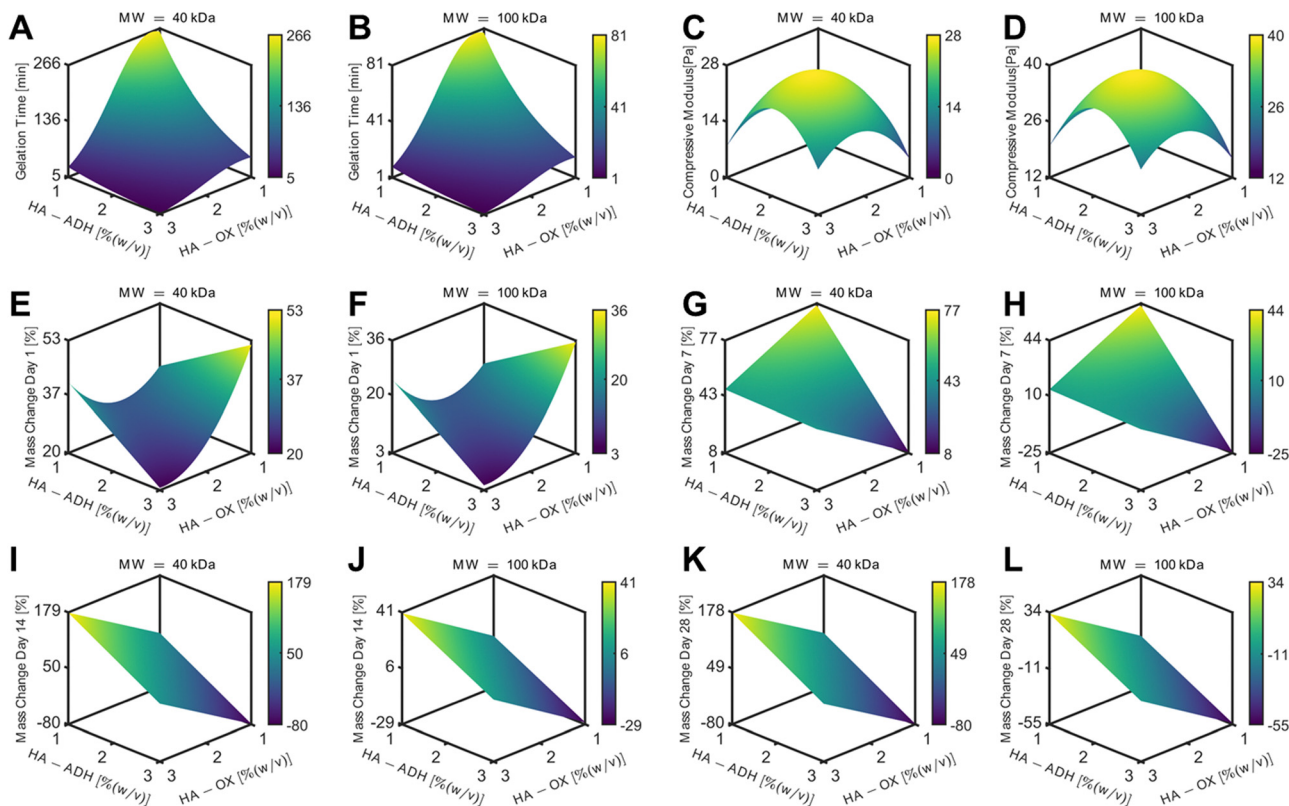 A
MW = 40 kDa
Gelation Time [min]
266
136
5
1
2
3
HA – ADH [%(w/v)]
3
2
1
HA – OX [%(w/v)]
266
136
5
B
MW = 100 kDa
Gelation Time [min]
81
41
1
1
2
3
HA – ADH [%(w/v)]
3
2
1
HA – OX [%(w/v)]
81
41
1
C
MW = 40 kDa
Compressive Modulus[Pa]
28
14
0
1
2
3
HA – ADH [%(w/v)]
3
2
1
HA – OX [%(w/v)]
28
14
0
D
MW = 100 kDa
Compressive Modulus[Pa]
40
26
12
1
2
3
HA – ADH [%(w/v)]
3
2
1
HA – OX [%(w/v)]
40
26
12
E
MW = 40 kDa
Mass Change Day 1 [%]
53
37
20
1
2
3
HA – ADH [%(w/v)]
3
2
1
HA – OX [%(w/v)]
53
37
20
F
MW = 100 kDa
Mass Change Day 1 [%]
36
20
3
1
2
3
HA – ADH [%(w/v)]
3
2
1
HA – OX [%(w/v)]
36
20
3
G
MW = 40 kDa
Mass Change Day 7 [%]
77
43
8
1
2
3
HA – ADH [%(w/v)]
3
2
1
HA – OX [%(w/v)]
77
43
8
H
MW = 100 kDa
Mass Change Day 7 [%]
44
10
-25
1
2
3
HA – ADH [%(w/v)]
3
2
1
HA – OX [%(w/v)]
44
10
-25
I
MW = 40 kDa
Mass Change Day 14 [%]
179
50
-80
1
2
3
HA – ADH [%(w/v)]
3
2
1
HA – OX [%(w/v)]
179
50
-80
J
MW = 100 kDa
Mass Change Day 14 [%]
41
6
-29
1
2
3
HA – ADH [%(w/v)]
3
2
1
HA – OX [%(w/v)]
41
6
-29
K
MW = 40 kDa
Mass Change Day 28 [%]
178
49
-80
1
2
3
HA – ADH [%(w/v)]
3
2
1
HA – OX [%(w/v)]
178
49
-80
L
MW = 100 kDa
Mass Change Day 28 [%]
34
-11
-55
1
2
3
HA – ADH [%(w/v)]
3
2
1
HA – OX [%(w/v)]
34
-11
-55